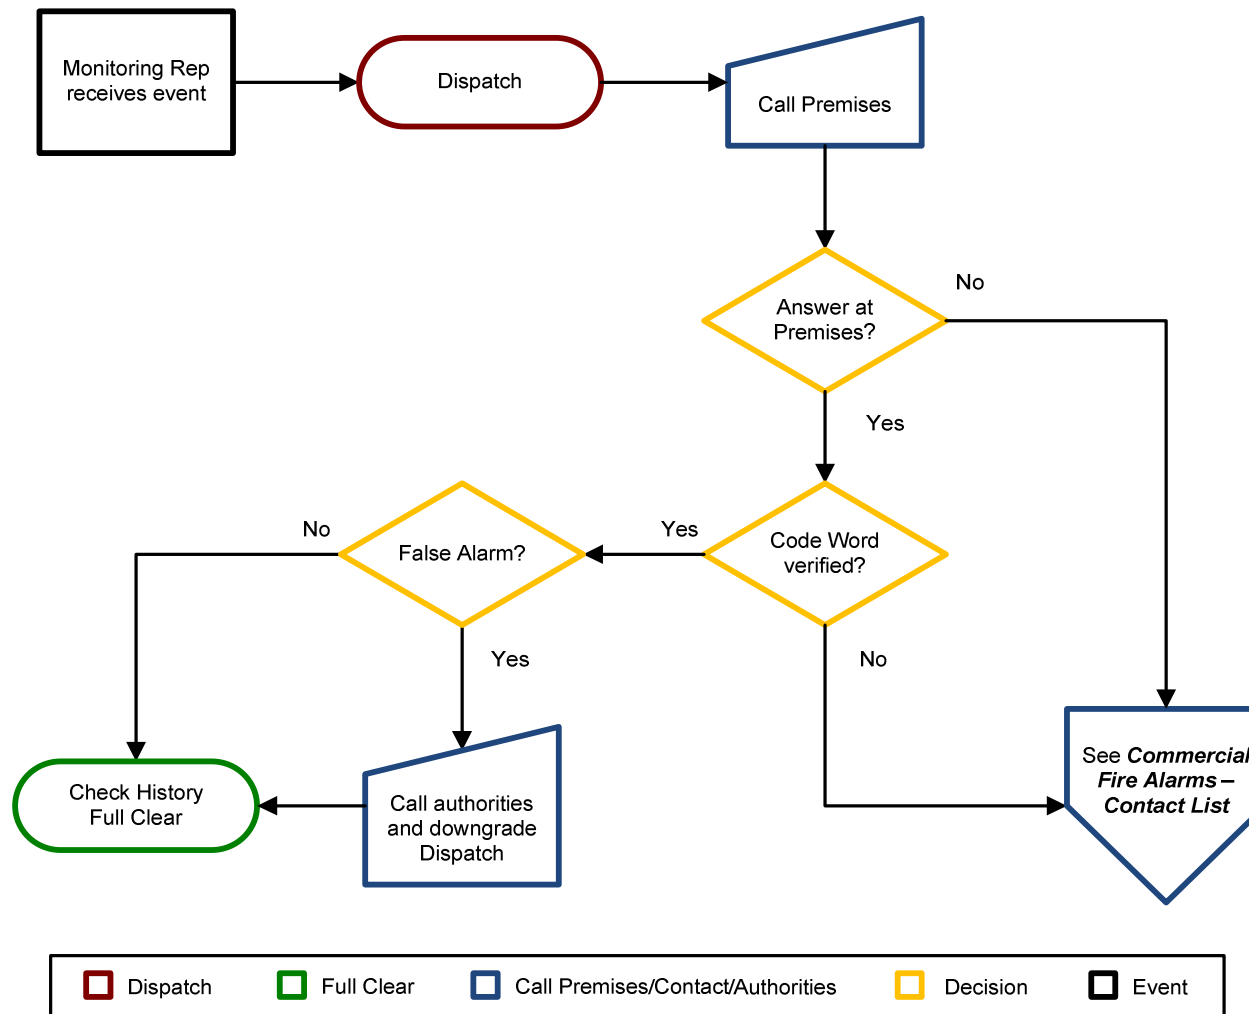 Monitoring Rep
receives event
Dispatch
Call Premises
Answer at
Premises?
No
Yes
No
False Alarm?
Yes
Code Word
verified?
Yes
No
Check History
Full Clear
Call authorities
and downgrade
Dispatch
See Commercial
Fire Alarms –
Contact List
Dispatch
Full Clear
Call Premises/Contact/Authorities
Decision
Event